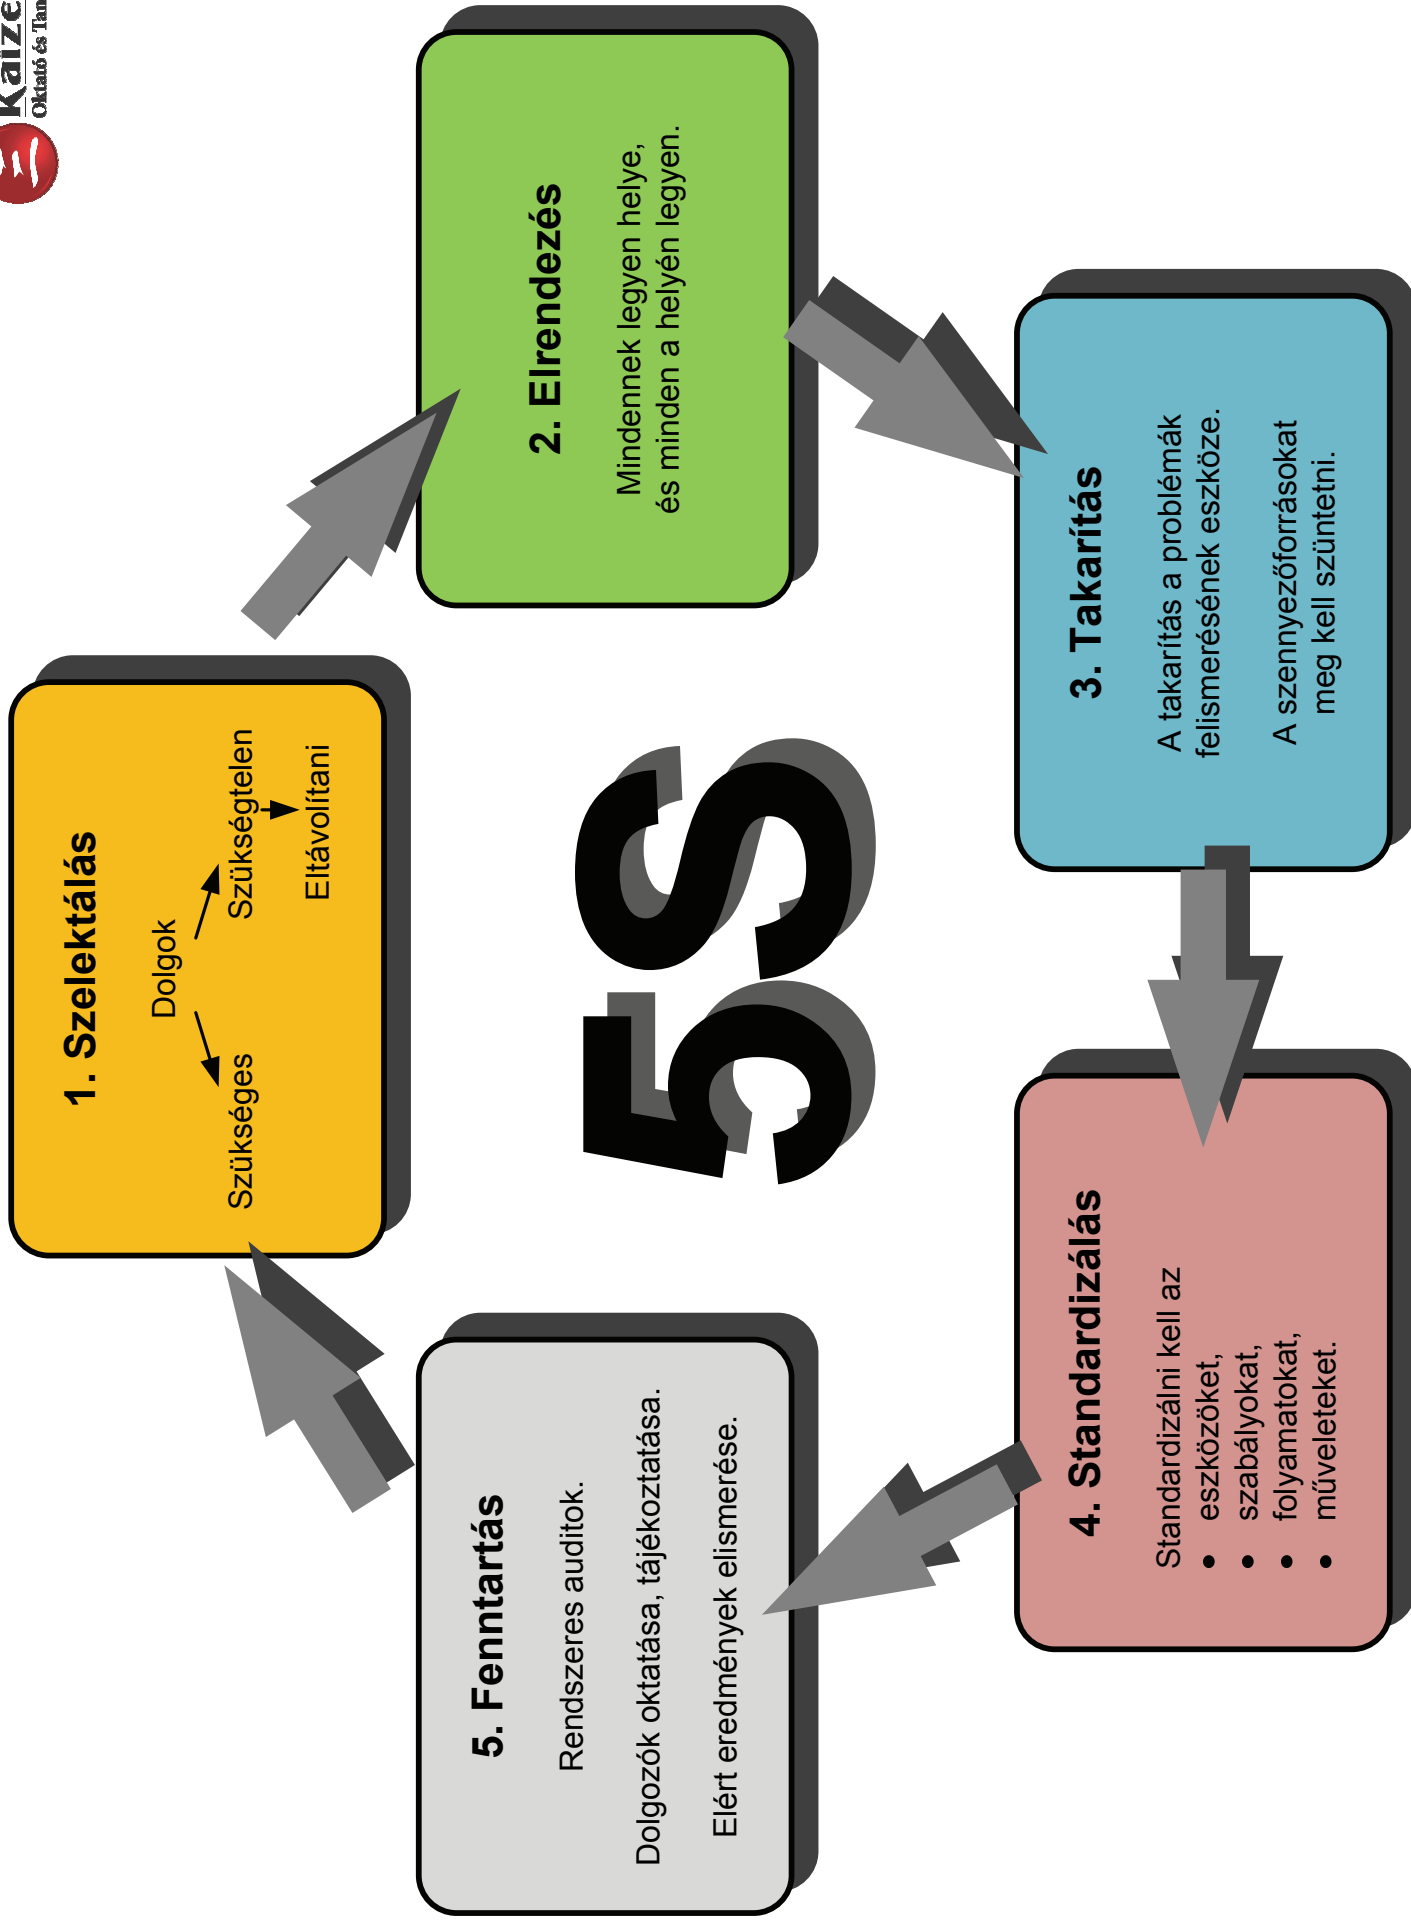 1. Szelektálás
Dolgok
Szükséges
Szükségtelen
Eltávolítani
2. Elrendezés
Mindennek legyen helye,
és minden a helyén legyen.
3. Takarítás
A takarítás a problémák
felismerésének eszköze.
A szennyezőforrásokat
meg kell szüntetni.
4. Standardizálás
Standardizálni kell az
• eszközöket,
• szabályokat,
• folyamatokat,
• műveleteket.
5. Fenntartás
Rendszeres auditok.
Dolgozók oktatása, tájékoztatása.
Elért eredmények elismerése.
5S
Oktató és